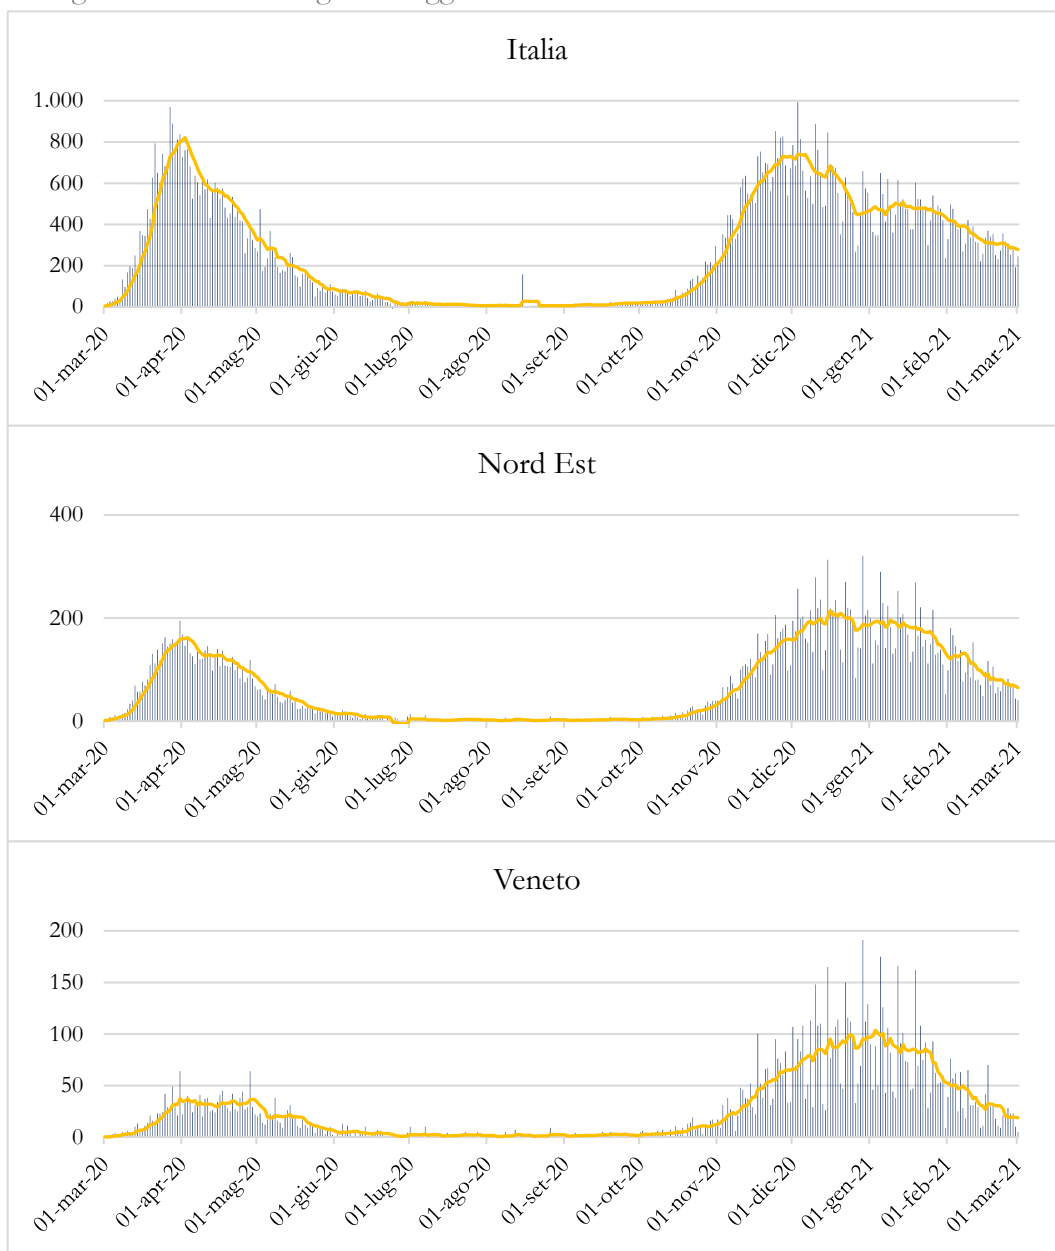 Italia
1.000
800
600
400
200
0
01-mar-20 01-apr-20 01-mag-20 01-giu-20 01-lug-20 01-ago-20 01-set-20 01-ott-20 01-nov-20 01-dic-20 01-gen-21 01-feb-21 01-mar-21
Nord Est
400
200
0
01-mar-20 01-apr-20 01-mag-20 01-giu-20 01-lug-20 01-ago-20 01-set-20 01-ott-20 01-nov-20 01-dic-20 01-gen-21 01-feb-21 01-mar-21
Veneto
200
150
100
50
0
01-mar-20 01-apr-20 01-mag-20 01-giu-20 01-lug-20 01-ago-20 01-set-20 01-ott-20 01-nov-20 01-dic-20 01-gen-21 01-feb-21 01-mar-21